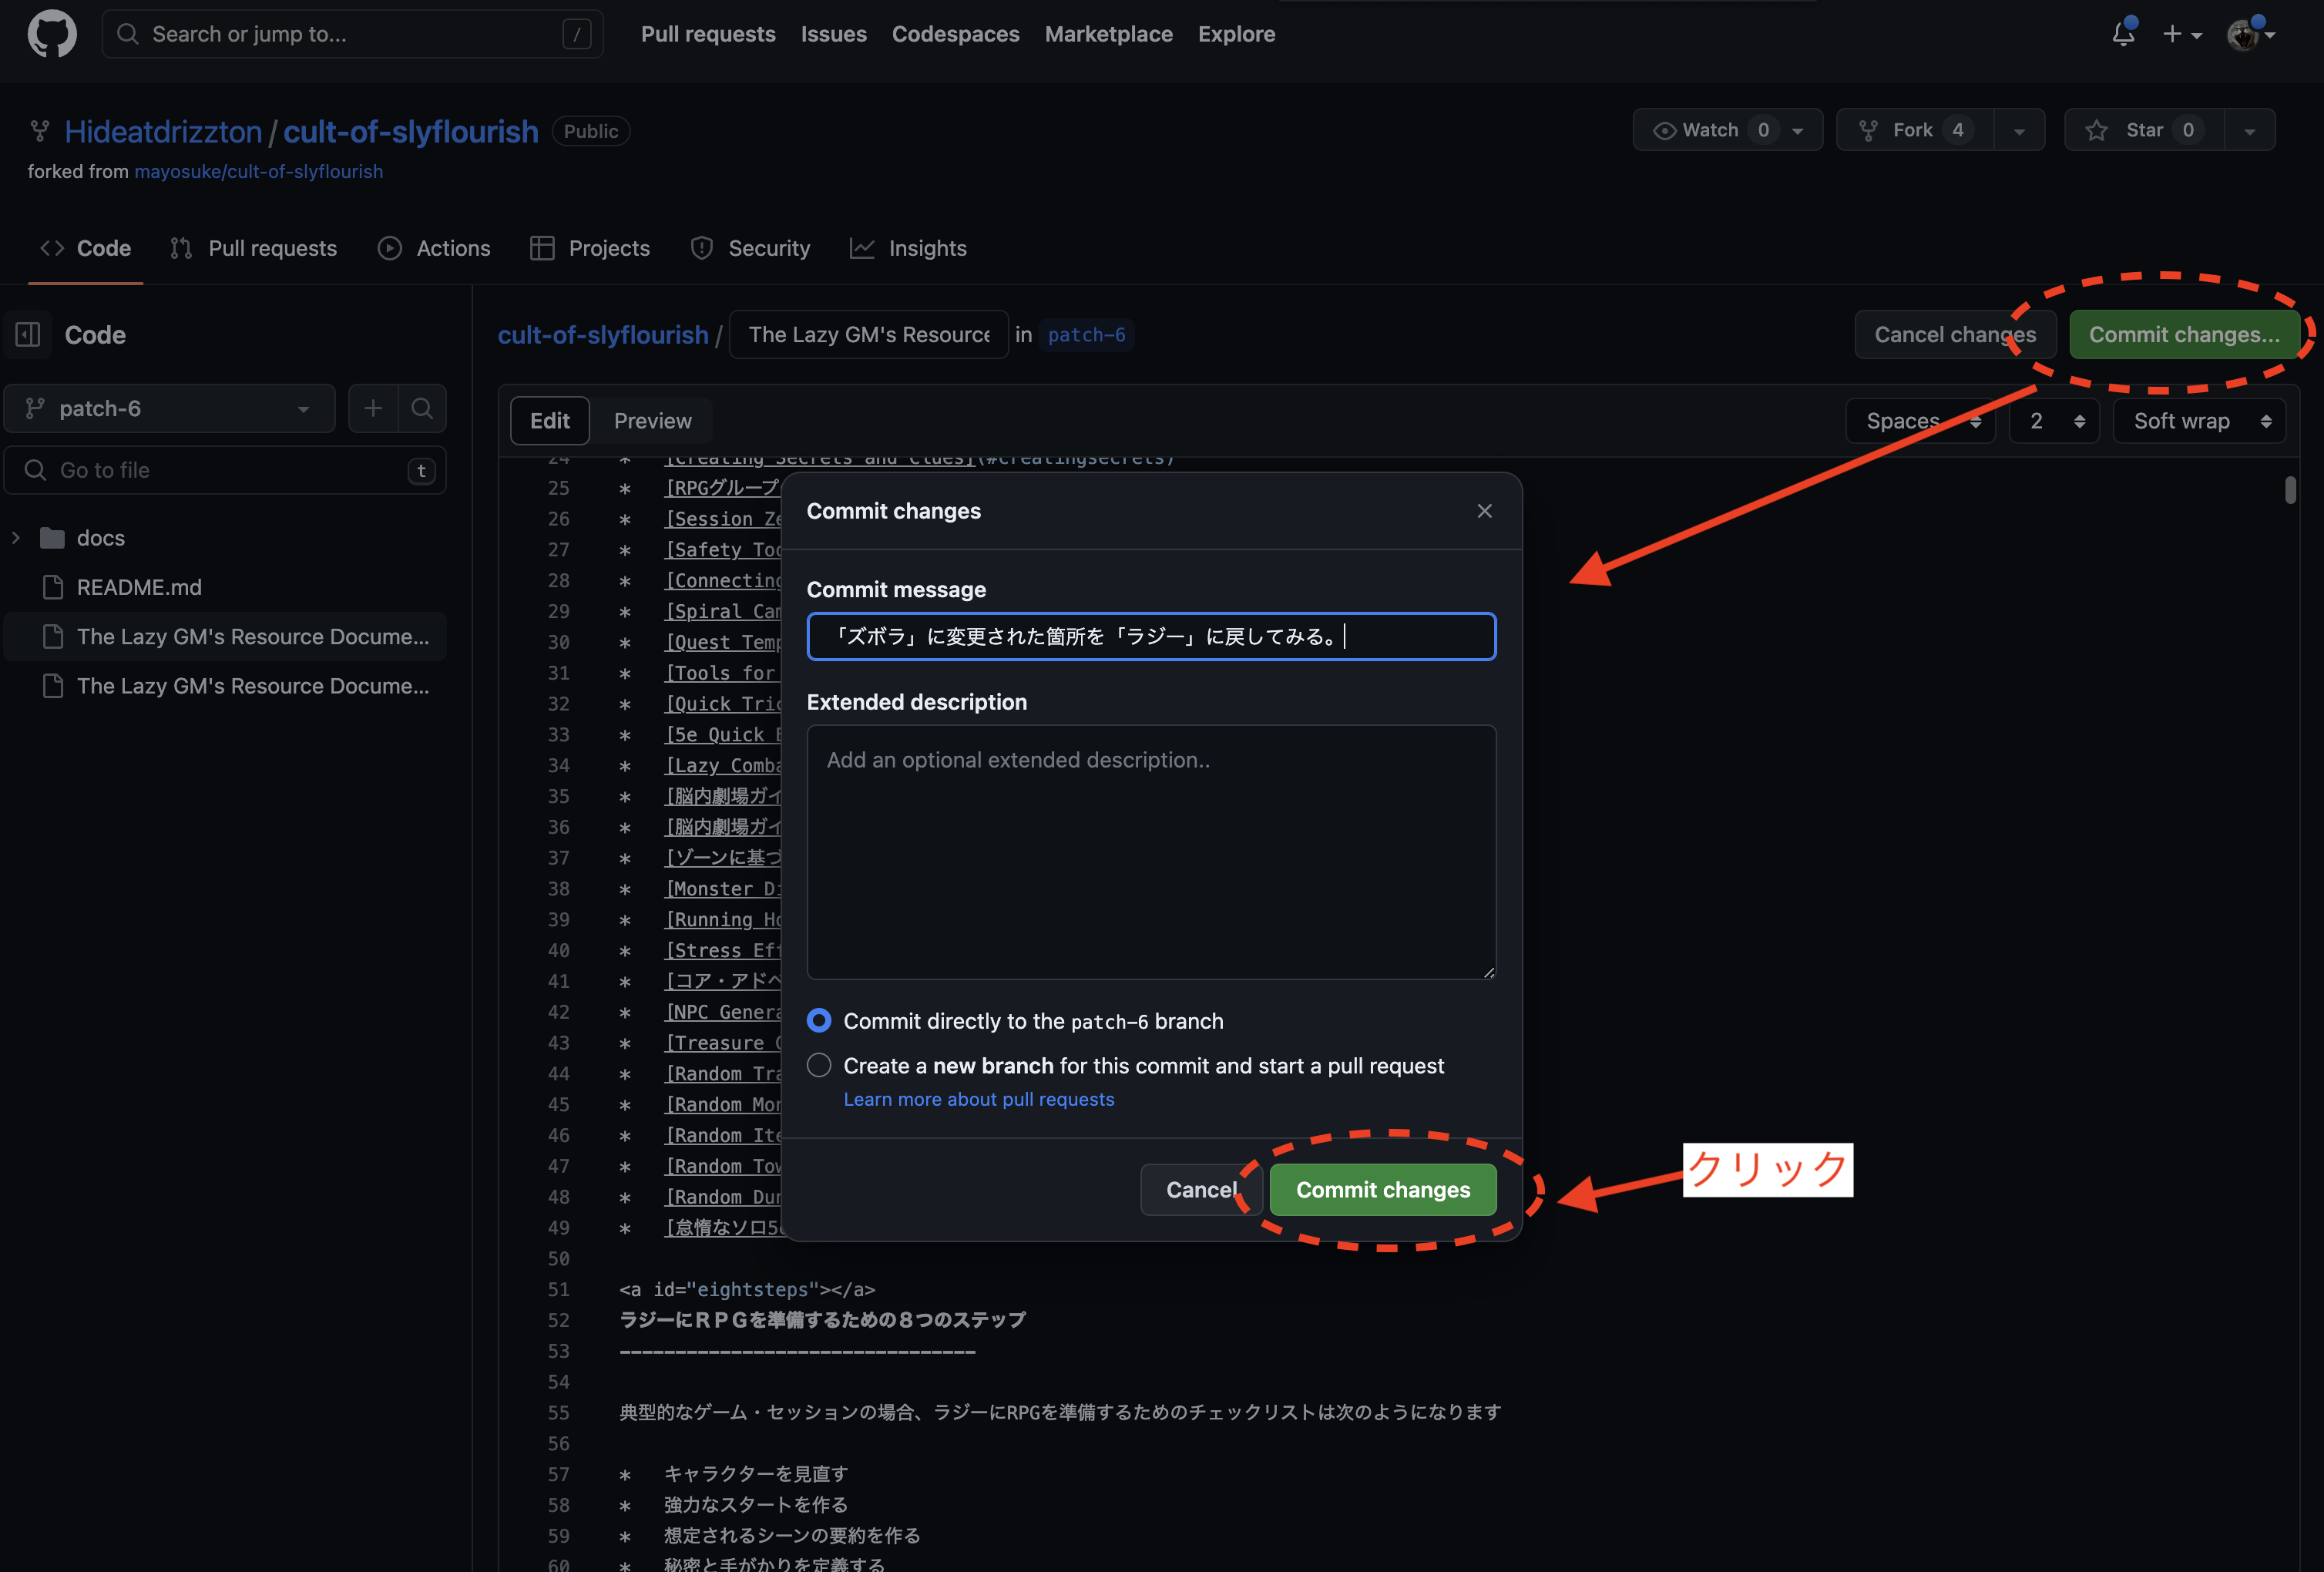 Search or jump to...
/
Pull requests
Issues
Codespaces
Marketplace
Explore
Hideatdrizzton / cult-of-slyflourish
Public
Watch 0
Fork 4
Star 0
forked from mayosuke/cult-of-slyflourish
Code
Pull requests
Actions
Projects
Security
Insights
Code
cult-of-slyflourish / The Lazy GM's Resource in patch-6
Cancel changes
Commit changes...
patch-6
Edit
Preview
Spaces
2
Soft wrap
Go to file
t
docs
README.md
The Lazy GM's Resource Docume...
The Lazy GM's Resource Docume...
24 * [Creating Secrets and Clues](#creatingsecrets)
25 * [RPGグループ
26 * [Session Ze
27 * [Safety Too
28 * [Connecting
29 * [Spiral Cam
30 * [Quest Temp
31 * [Tools for
32 * [Quick Tric
33 * [5e Quick
34 * [Lazy Comba
35 * [脳内劇場ガイ
36 * [脳内劇場ガイ
37 * [ゾーンに基づ
38 * [Monster Di
39 * [Running Ho
40 * [Stress Eff
41 * [コア・アドベ
42 * [NPC Genera
43 * [Treasure
44 * [Random Tra
45 * [Random Mon
46 * [Random Ite
47 * [Random Tow
48 * [Random Dun
49 * [怠惰なソロ5e
50
51 <a id="eightsteps"></a>
52 ラジーにＲＰＧを準備するための８つのステップ
53 --------------------------------
54
55 典型的なゲーム・セッションの場合、ラジーにRPGを準備するためのチェックリストは次のようになります
56
57 * キャラクターを見直す
58 * 強力なスタートを作る
59 * 想定されるシーンの要約を作る
60 * 秘密と手がかりを定義する
Commit changes
Commit message
「ズボラ」に変更された箇所を「ラジー」に戻してみる。
Extended description
Add an optional extended description..
Commit directly to the patch-6 branch
Create a new branch for this commit and start a pull request
Learn more about pull requests
Cancel
Commit changes
クリック